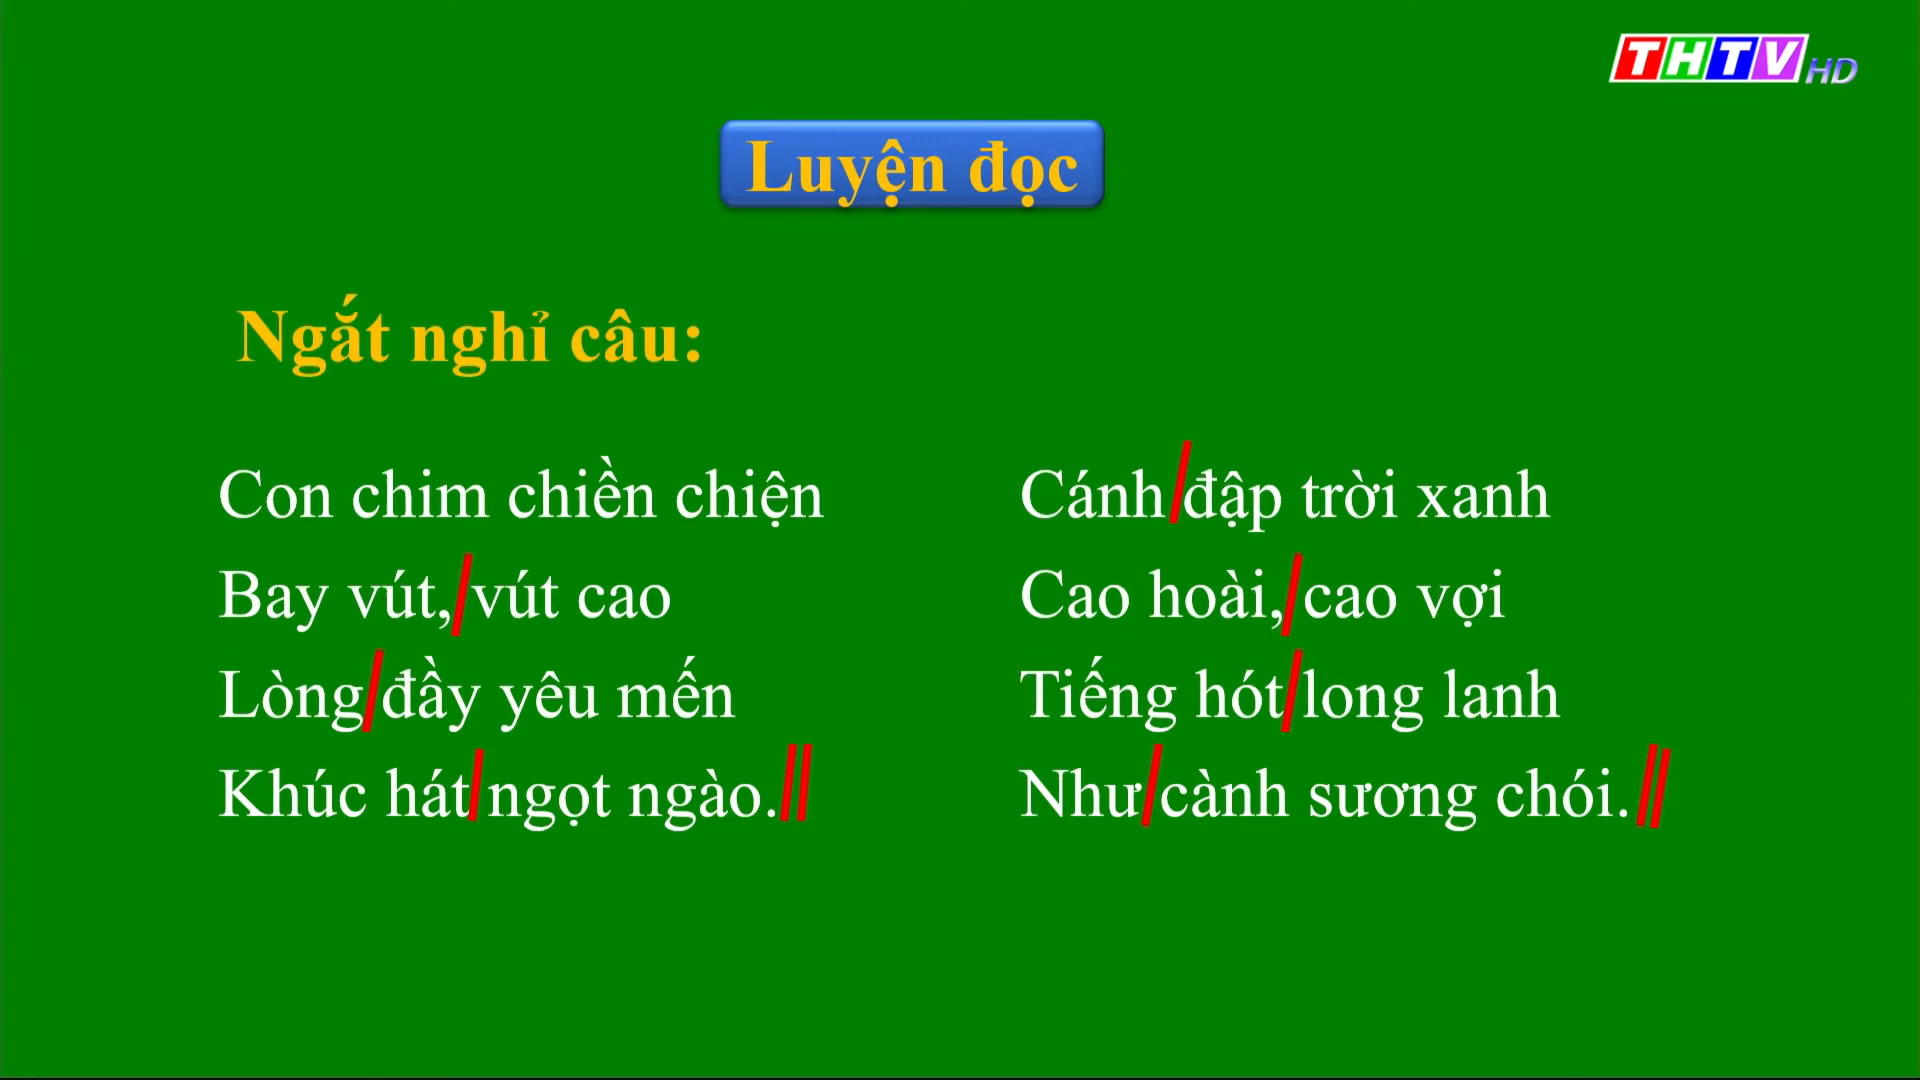 THTV HD
Luyện đọc
Ngắt nghỉ câu:
Con chim chiền chiện
Bay vút,/ vút cao
Lòng/ đầy yêu mến
Khúc hát/ ngọt ngào.//
Cánh/ đập trời xanh
Cao hoài,/ cao vợi
Tiếng hót/ long lanh
Như/ cành sương chói.//